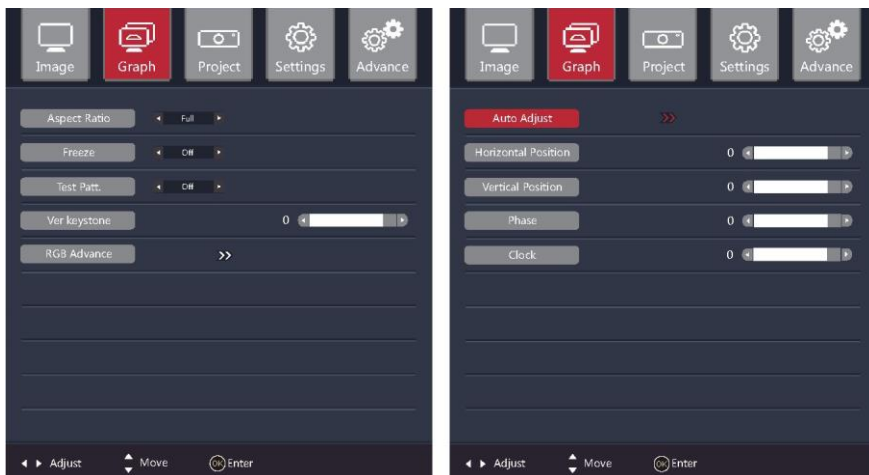 Image Graph Project Settings Advance
Aspect Ratio Full
Freeze Off
Test Patt. Off
Ver keystone 0
RGB Advance >>
Adjust Move OK Enter
Image Graph Project Settings Advance
Auto Adjust >>>
Horizontal Position 0
Vertical Position 0
Phase 0
Clock 0
Adjust Move OK Enter